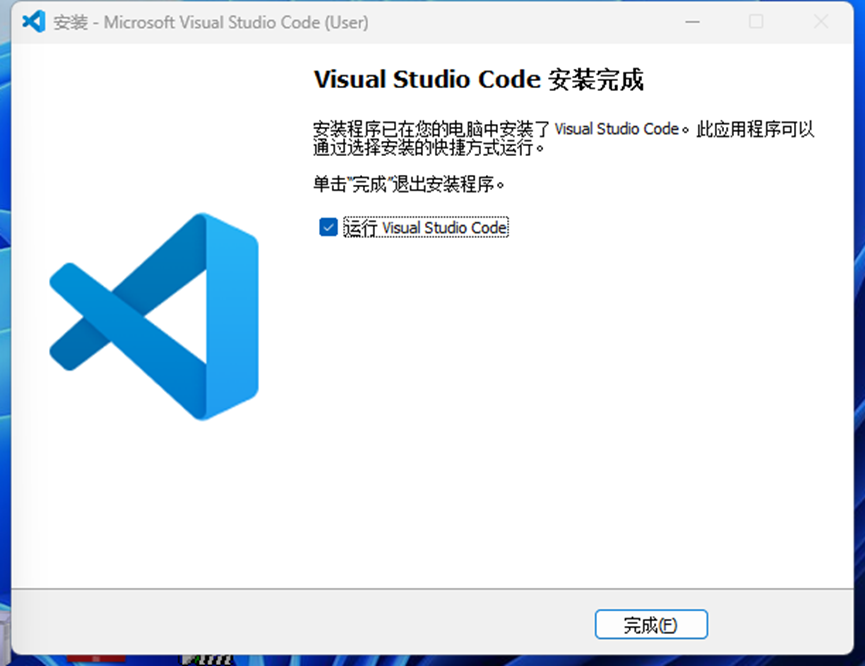 安装 - Microsoft Visual Studio Code (User)
Visual Studio Code 安装完成
安装程序已在您的电脑中安装了 Visual Studio Code。此应用程序可以
通过选择安装的快捷方式运行。
单击"完成"退出安装程序。
运行 Visual Studio Code
完成(F)